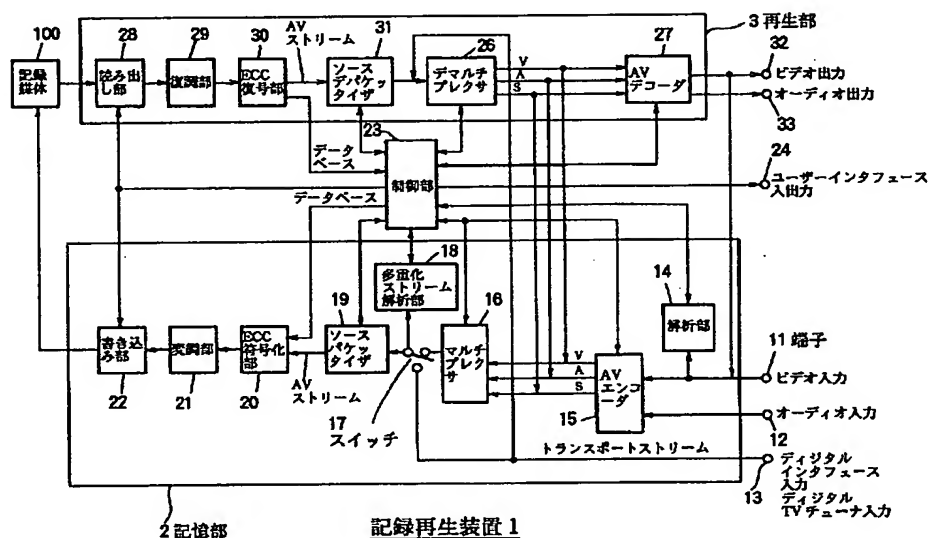 3 再生部
100
28
29
30
AV
ストリーム
31
26
27
32
記録
媒体
読み出
し部
復調部
ECC
復号部
ソース
デパケッ
タイザ
デマルチ
プレクサ
V
A
S
AV
デコーダ
ビデオ出力
オーディオ出力
33
23
データ
ベース
24
ユーザーインタフェース
入出力
データベース
制御部
18
多重化
ストリーム
解析部
14
解析部
19
16
11 端子
書き込
み部
変調部
ECC
符号化
部
ソース
パケッ
タイザ
マルチ
プレク
サ
V
A
S
AV
エン
コー
ダ
ビデオ入力
22
21
20
AV
ストリーム
17
スイッチ
15
オーディオ入力
12
トランスポートストリーム
ディジタル
インタフェース
入力
13
ディジタル
TVチューナ入力
2 記憶部
記録再生装置 1